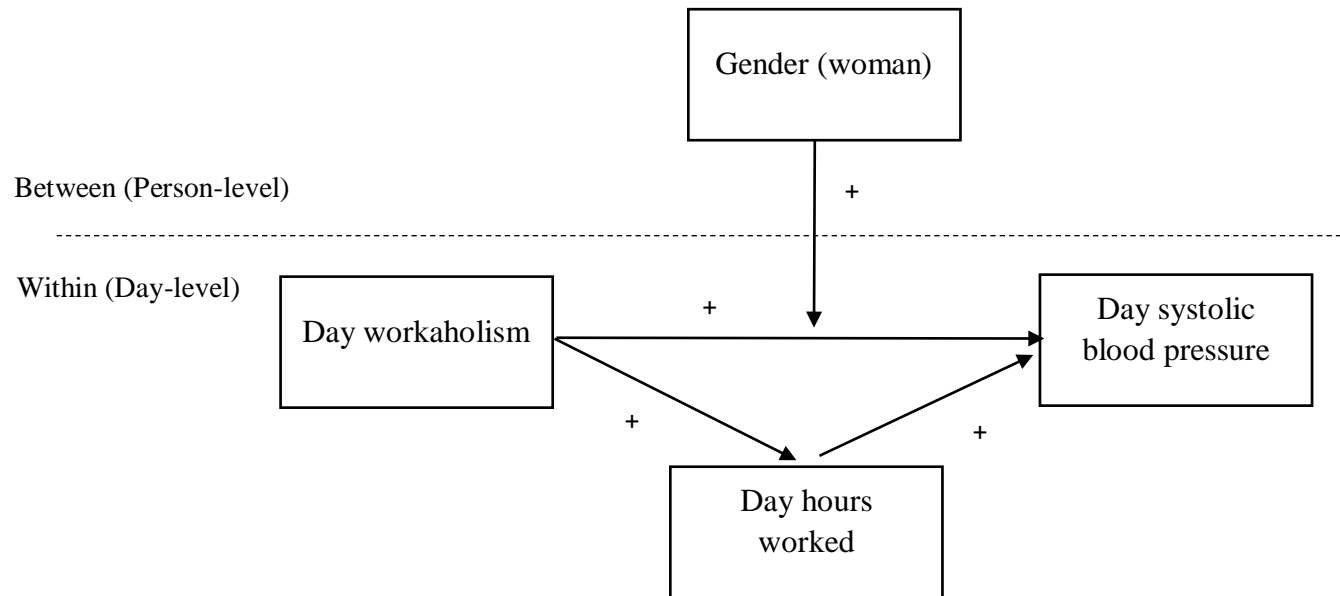 Gender (woman)
+
Between (Person-level)
Within (Day-level)
Day workaholism
+
Day systolic
blood pressure
+
+
Day hours
worked